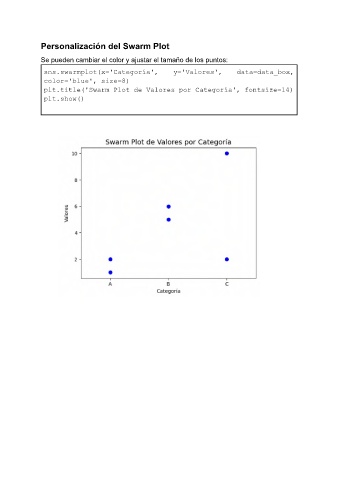 Personalización del Swarm Plot
Se pueden cambiar el color y ajustar el tamaño de los puntos:
sns.swarmplot(x='Categoría', y='Valores', data=data_box,
color='blue', size=8)
plt.title('Swarm Plot de Valores por Categoría', fontsize=14)
plt.show()
Swarm Plot de Valores por Categoría
10
8
6
4
2
Valores
A B C
Categoría